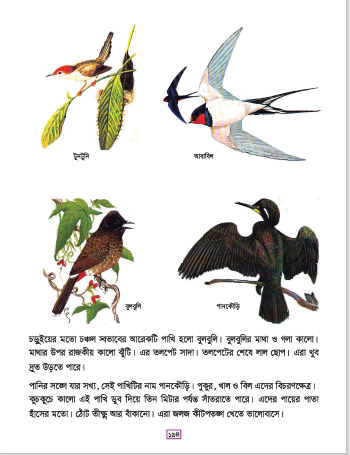 টুনটুনি
আবাবিল
বুলবুলি
পানকৌড়ি
চড়ুইয়ের মতো চঞ্চল স্বভাবের আরেকটি পাখি হলো বুলবুলি। বুলবুলির মাথা ও গলা কালো।
মাথার উপর রাজকীয় কালো ঝুঁটি। এর তলপেট সাদা। তলপেটের শেষে লাল ছোপ। এরা খুব
দ্রুত উড়তে পারে।
পানির সঙ্গে যার সখ্য, সেই পাখিটির নাম পানকৌড়ি। পুকুর, খাল ও বিল এদের বিচরণক্ষেত্র।
কুচকুচে কালো এই পাখি ডুব দিয়ে তিন মিটার পর্যন্ত সাঁতরাতে পারে। এদের পায়ের পাতা
হাঁসের মতো। ঠোঁট তীক্ষ্ণ আর বাঁকানো। এরা জলজ কীটপতঙ্গ খেতে ভালোবাসে।
১৯৪